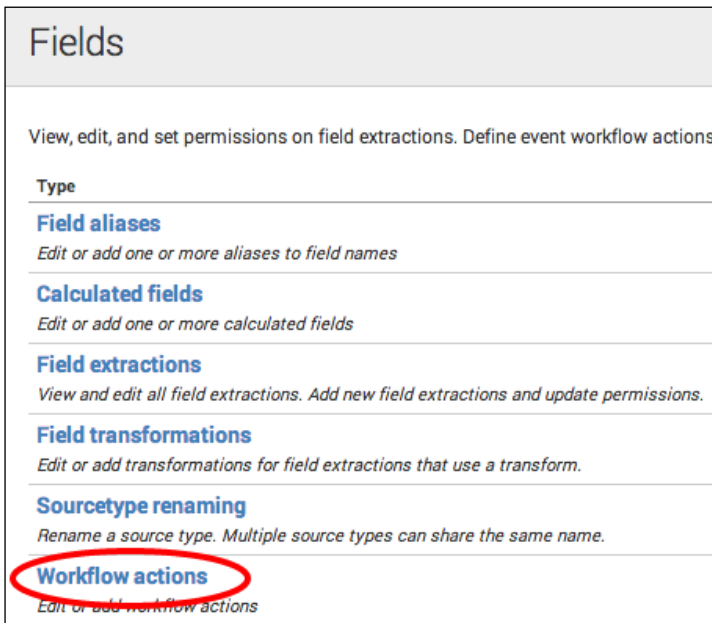 Fields
View, edit, and set permissions on field extractions. Define event workflow actions
Type
Field aliases
Edit or add one or more aliases to field names
Calculated fields
Edit or add one or more calculated fields
Field extractions
View and edit all field extractions. Add new field extractions and update permissions.
Field transformations
Edit or add transformations for field extractions that use a transform.
Sourcetype renaming
Rename a source type. Multiple source types can share the same name.
Workflow actions
Edit or add workflow actions